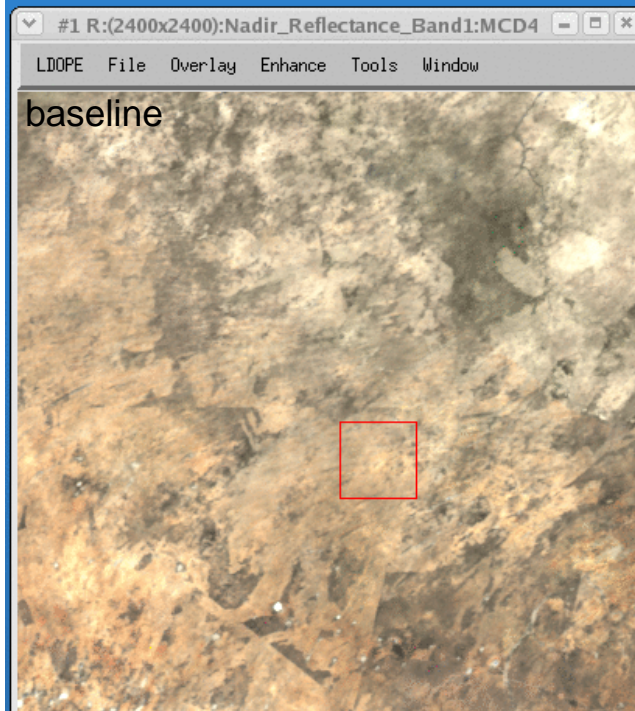 #1 R:(2400x2400):Nadir_Reflectance_Band1:MCD4
LDOPE File Overlay Enhance Tools Window
baseline